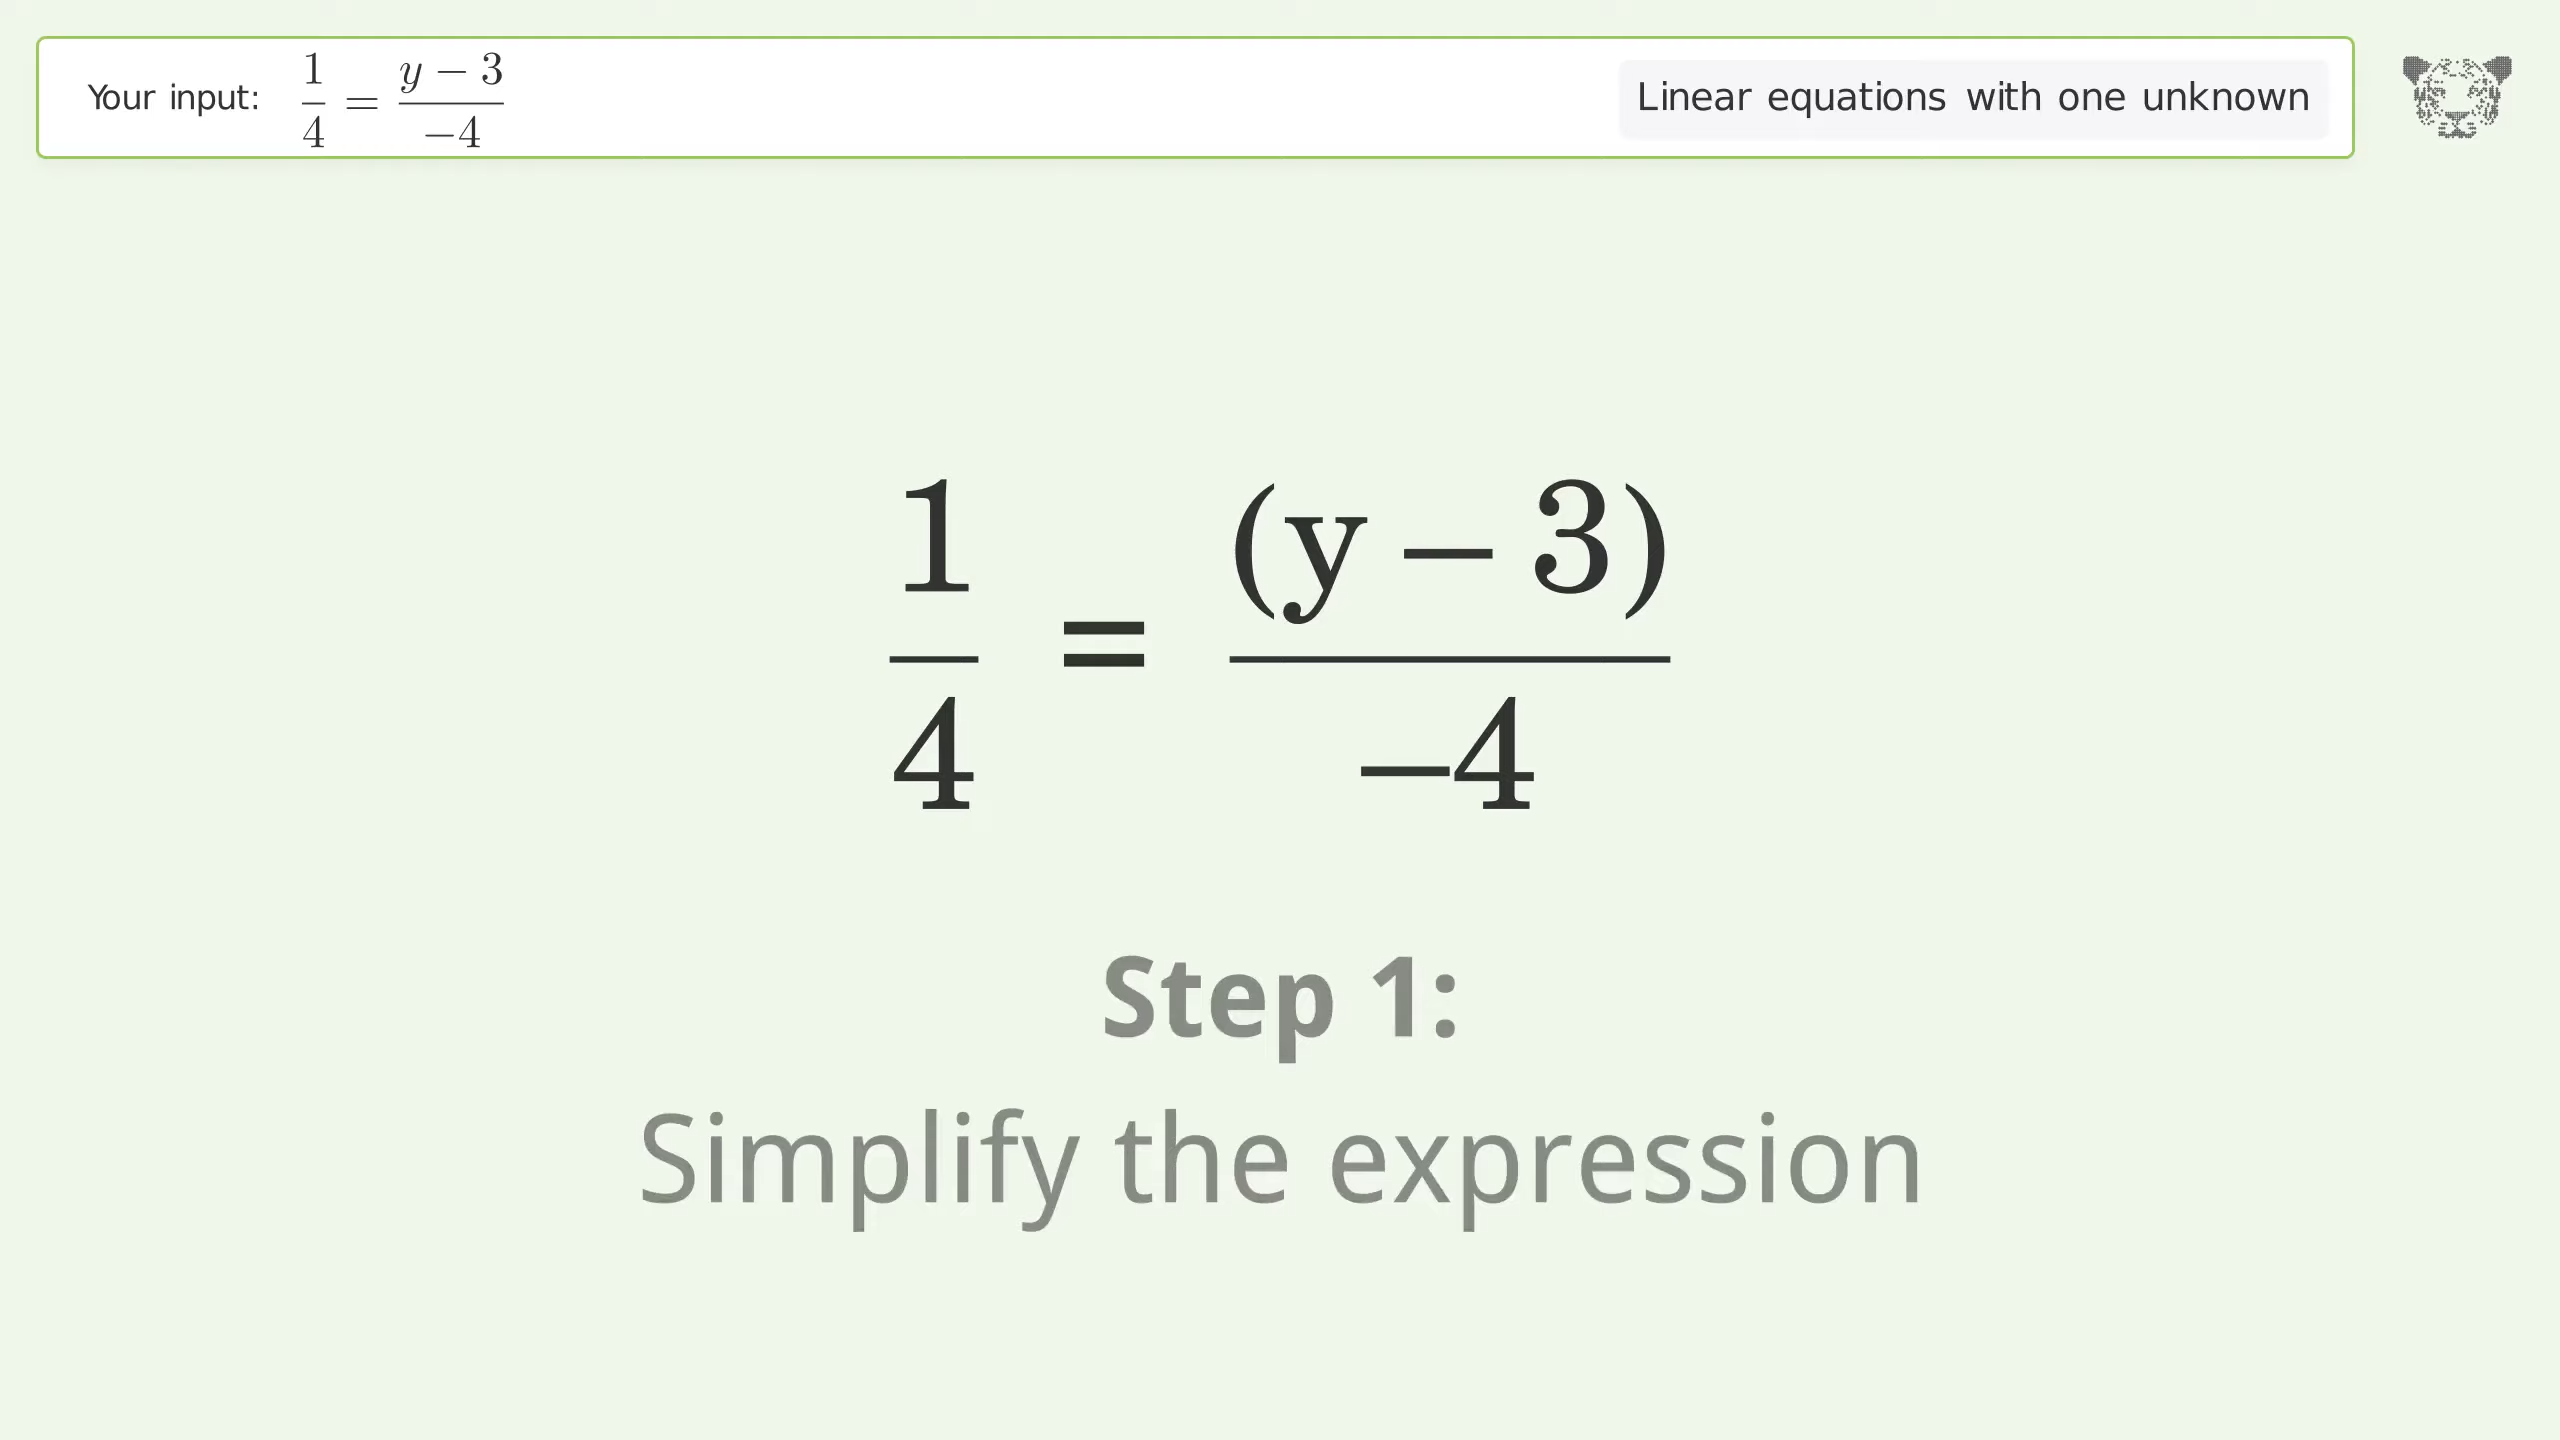 Your input: 1/4 = y − 3/−4
Linear equations with one unknown
1/4 = (y − 3)/−4
Step 1:
Simplify the expression